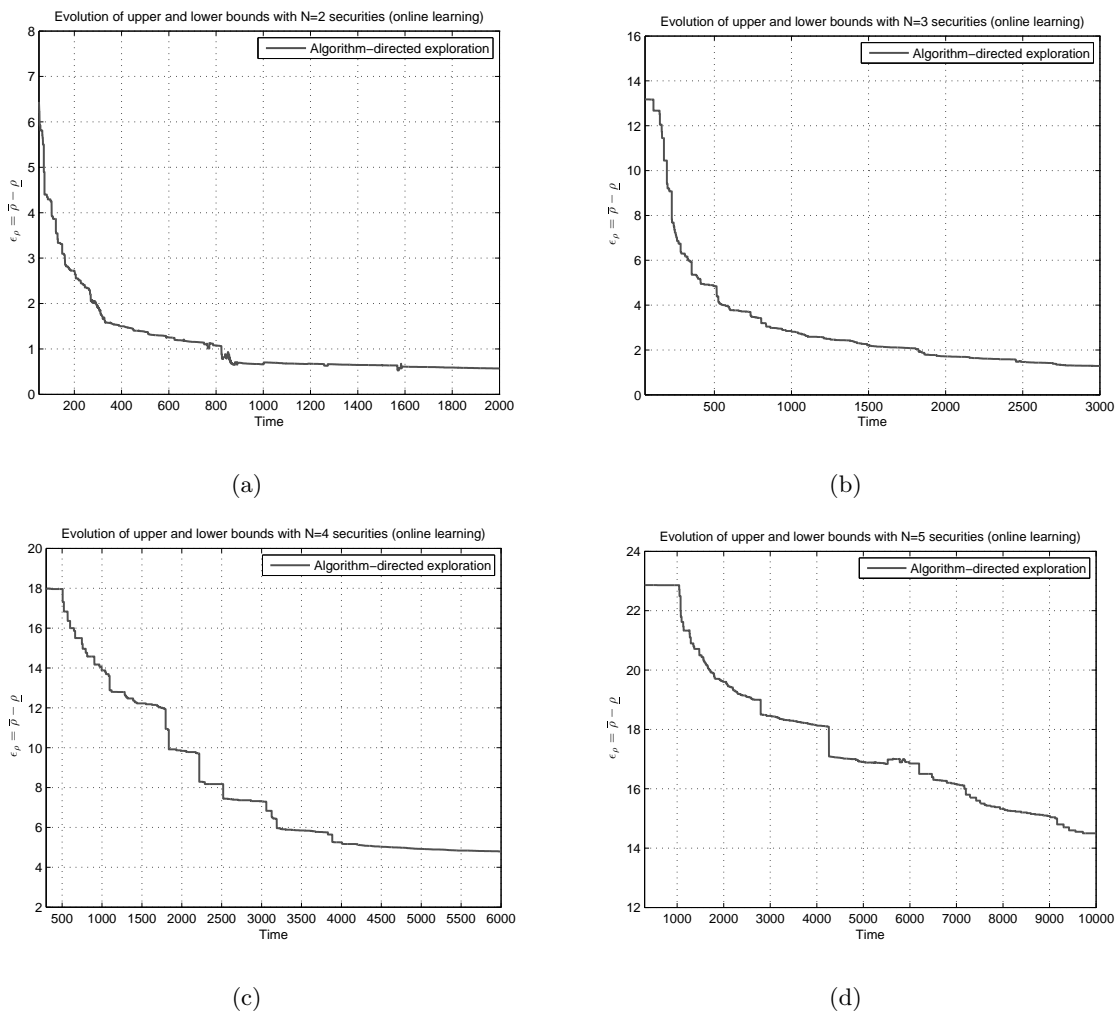 Evolution of upper and lower bounds with N=2 securities (online learning)
8
7
6
5
4
3
2
1
0
ϵρ = ρ̅ − ρ̲
Algorithm−directed exploration
200 400 600 800 1000 1200 1400 1600 1800 2000
Time
(a)
Evolution of upper and lower bounds with N=3 securities (online learning)
16
14
12
10
8
6
4
2
0
ϵρ = ρ̅ − ρ̲
Algorithm−directed exploration
500 1000 1500 2000 2500 3000
Time
(b)
Evolution of upper and lower bounds with N=4 securities (online learning)
20
18
16
14
12
10
8
6
4
2
ϵρ = ρ̅ − ρ̲
Algorithm−directed exploration
500 1000 1500 2000 2500 3000 3500 4000 4500 5000 5500 6000
Time
(c)
Evolution of upper and lower bounds with N=5 securities (online learning)
24
22
20
18
16
14
12
ϵρ = ρ̅ − ρ̲
Algorithm−directed exploration
1000 2000 3000 4000 5000 6000 7000 8000 9000 10000
Time
(d)